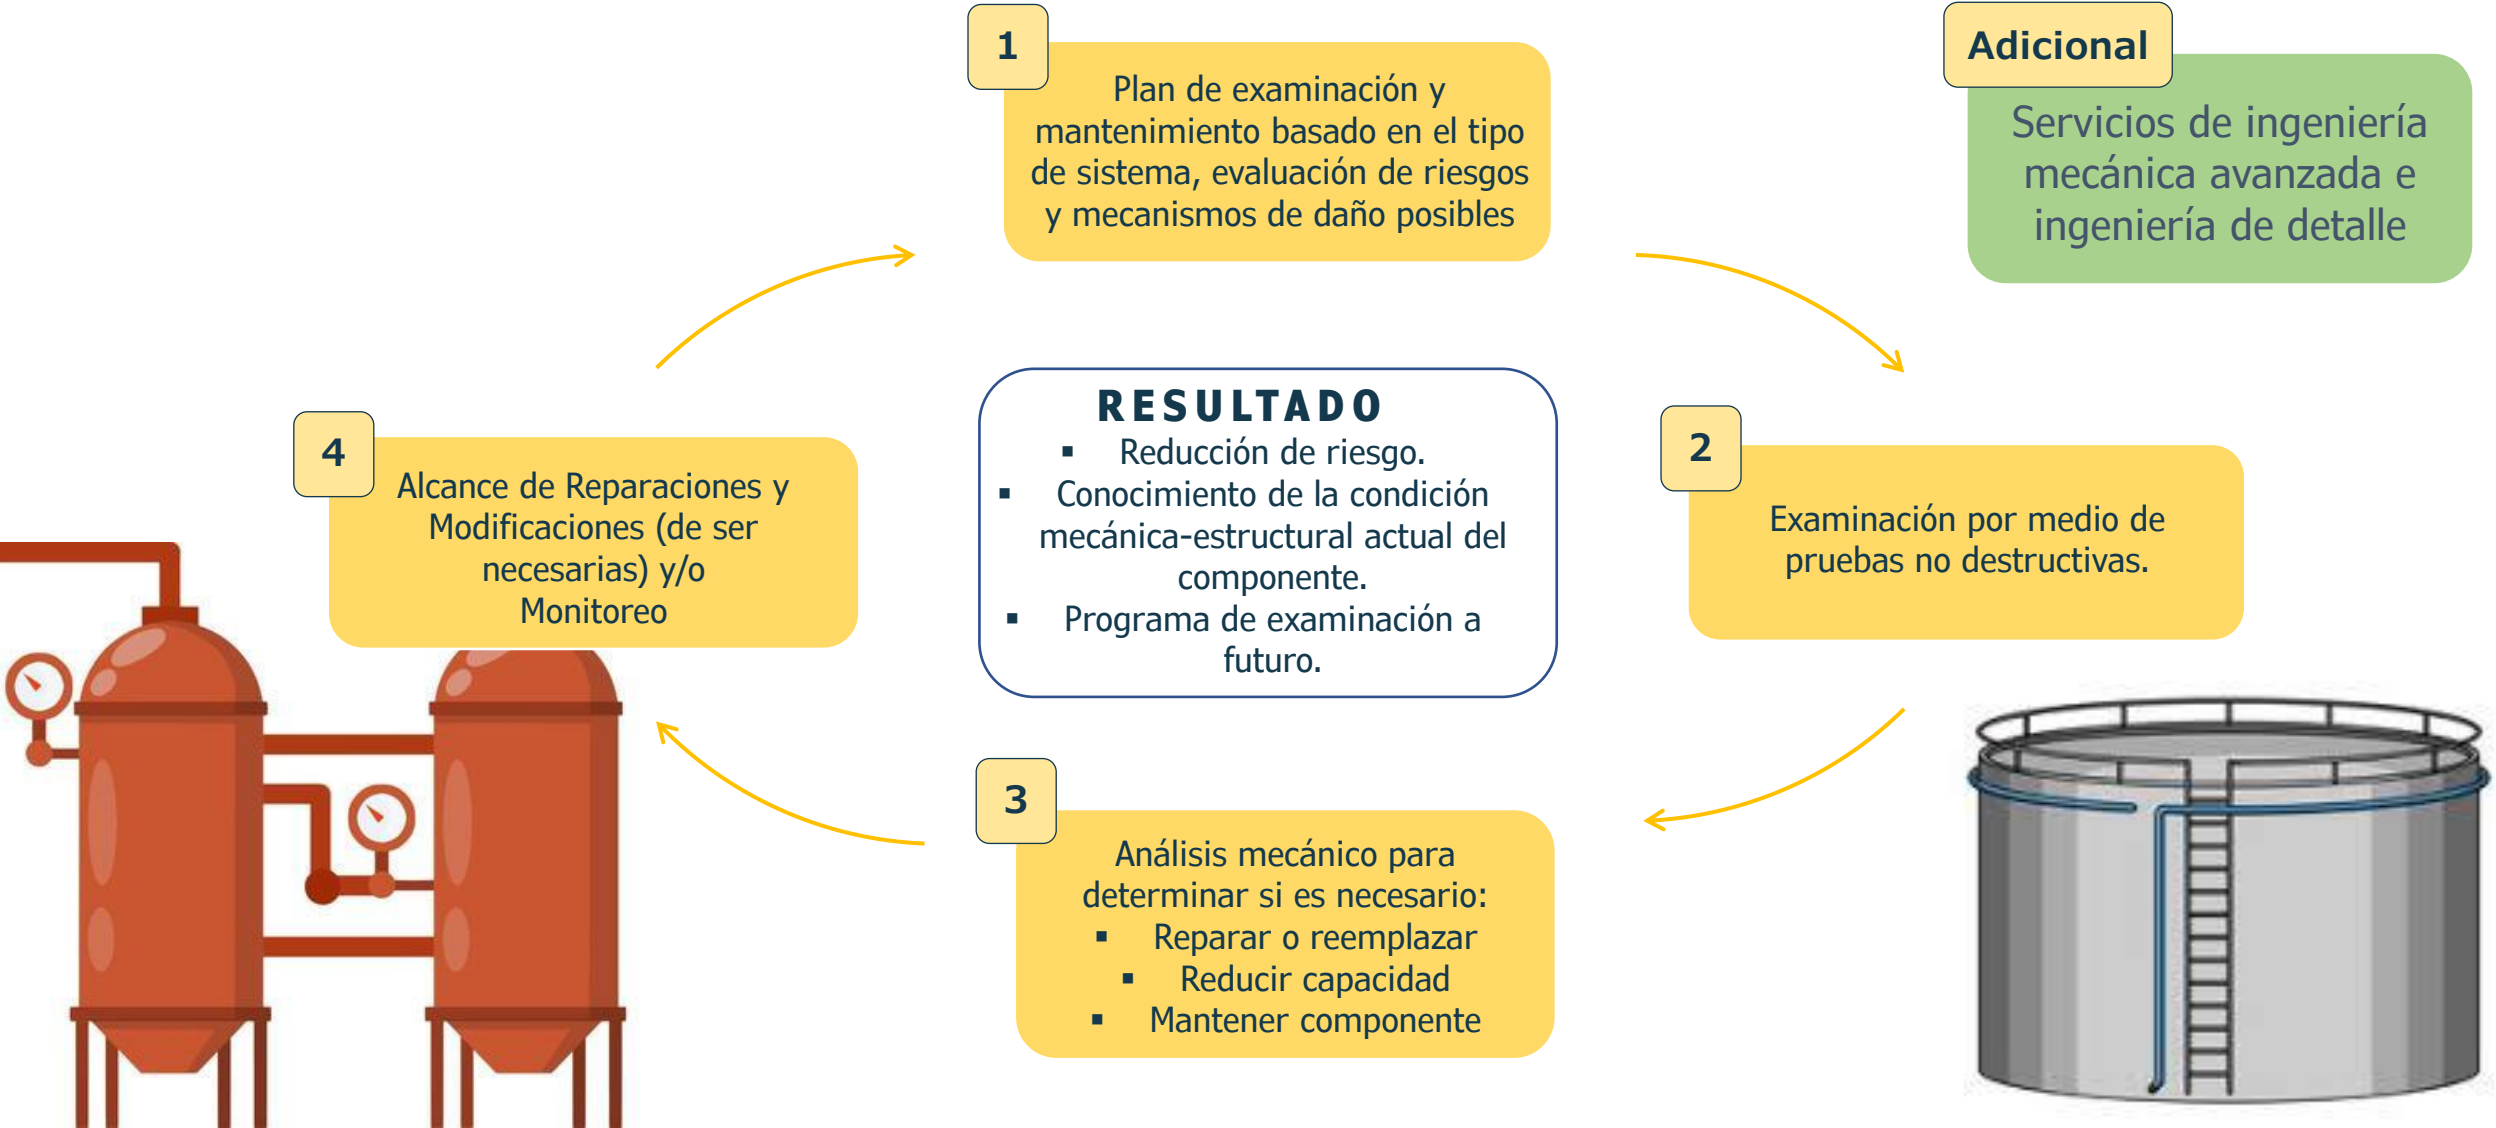 1
Plan de examinación y
mantenimiento basado en el tipo
de sistema, evaluación de riesgos
y mecanismos de daño posibles
Adicional
Servicios de ingeniería
mecánica avanzada e
ingeniería de detalle
2
Examinación por medio de
pruebas no destructivas.
3
Análisis mecánico para
determinar si es necesario:
▪ Reparar o reemplazar
▪ Reducir capacidad
▪ Mantener componente
4
Alcance de Reparaciones y
Modificaciones (de ser
necesarias) y/o
Monitoreo
RESULTADO
▪ Reducción de riesgo.
▪ Conocimiento de la condición
mecánica-estructural actual del
componente.
▪ Programa de examinación a
futuro.